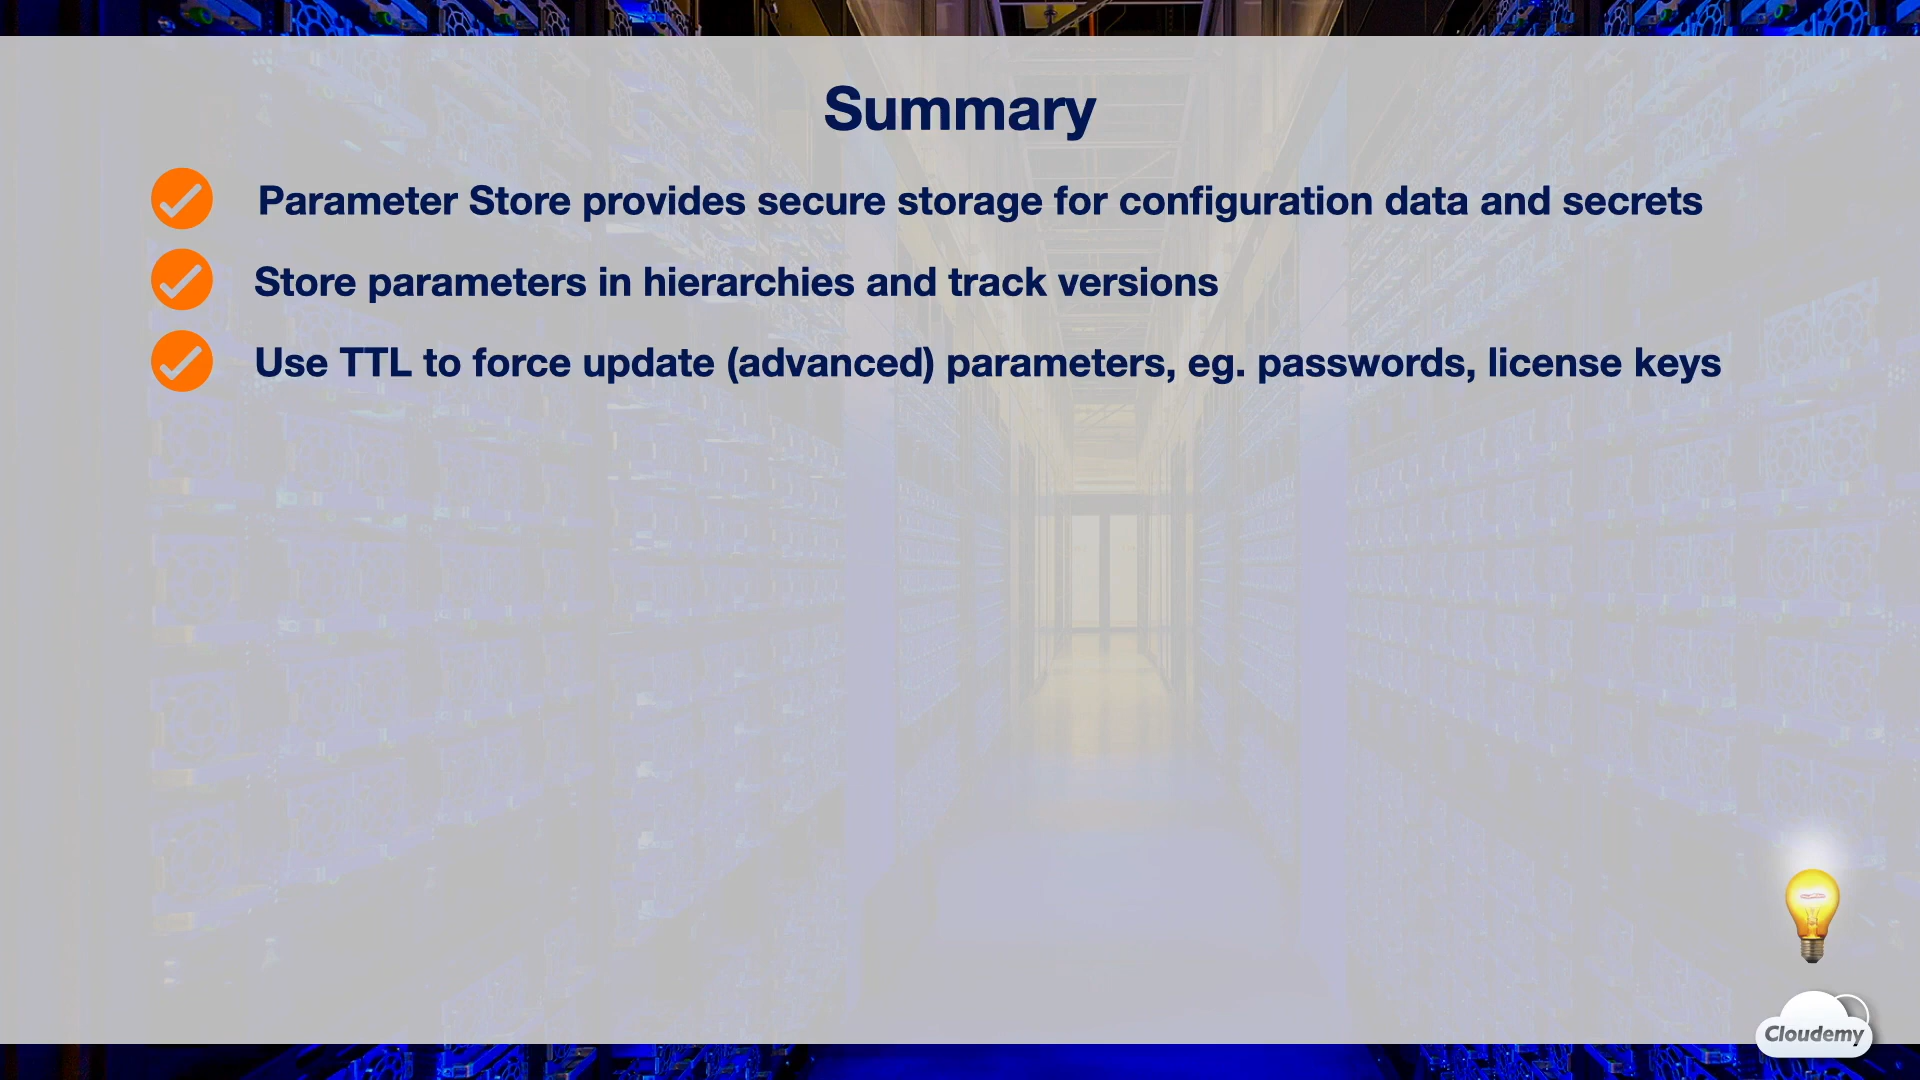 Summary
Parameter Store provides secure storage for configuration data and secrets
Store parameters in hierarchies and track versions
Use TTL to force update (advanced) parameters, eg. passwords, license keys
Cloudemy